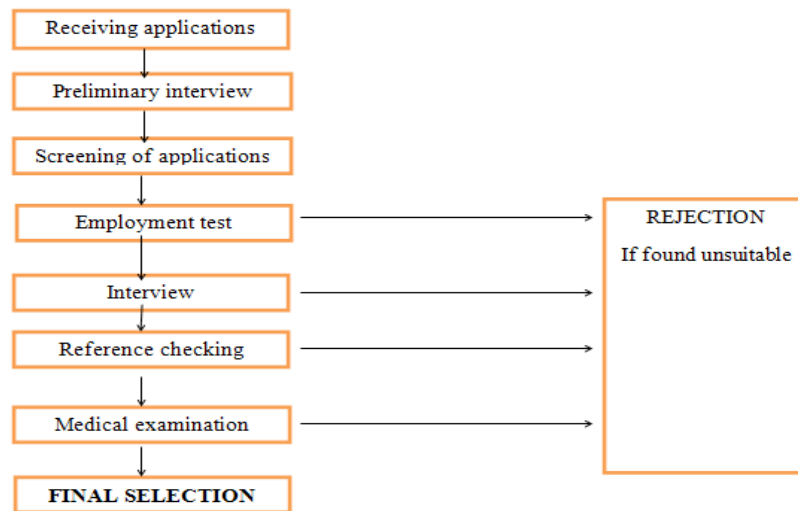 Receiving applications
Preliminary interview
Screening of applications
Employment test
REJECTION
If found unsuitable
Interview
Reference checking
Medical examination
FINAL SELECTION